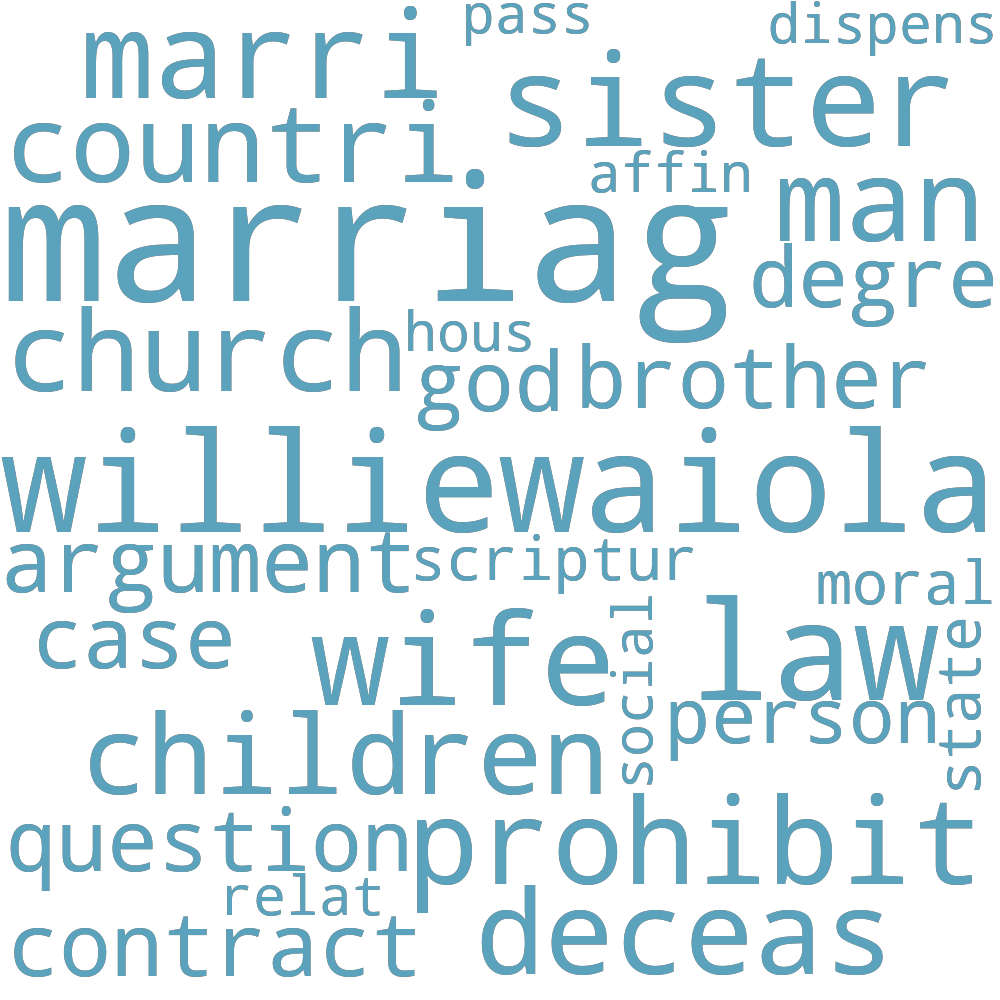 pass
dispens
marri
sister
countri
affin
man
marriag
degre
church
hous
god
brother
williewaiola
argument
scriptur
moral
case
wife
law
social
state
person
children
question
prohibit
relat
contract
deceas